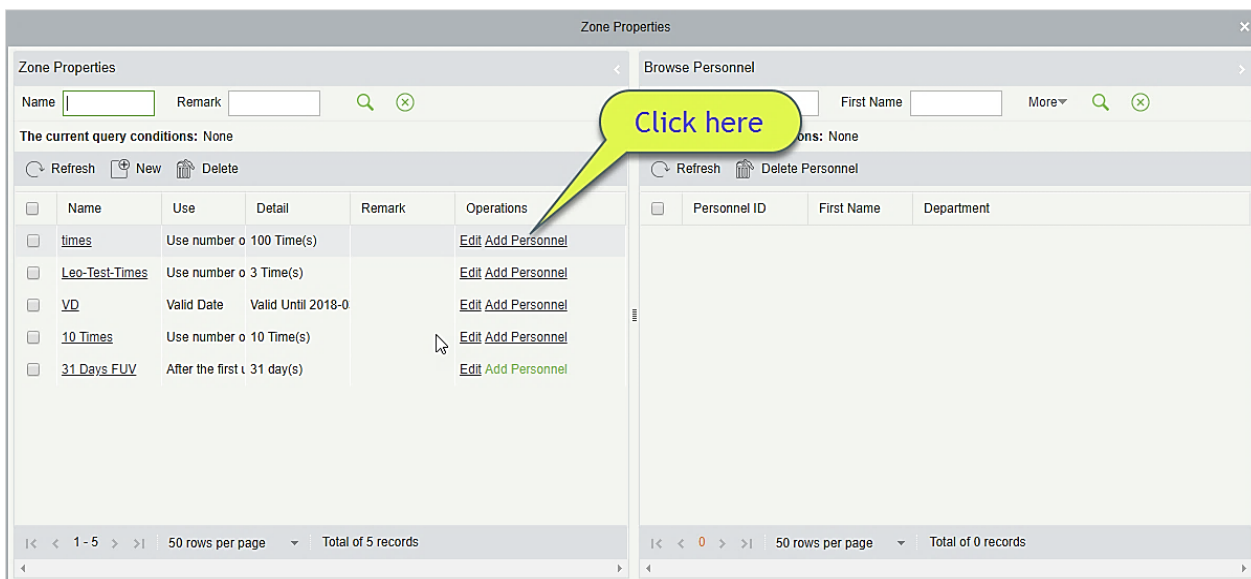 Zone Properties
Zone Properties
Name Remark
The current query conditions: None
Refresh New Delete
Name Use Detail Remark Operations
times Use number o 100 Time(s) Edit Add Personnel
Leo-Test-Times Use number o 3 Time(s) Edit Add Personnel
VD Valid Date Valid Until 2018-0 Edit Add Personnel
10 Times Use number o 10 Time(s) Edit Add Personnel
31 Days FUV After the first u 31 day(s) Edit Add Personnel
1-5 50 rows per page Total of 5 records
Click here
Browse Personnel
First Name More
ons: None
Refresh Delete Personnel
Personnel ID First Name Department
0 50 rows per page Total of 0 records